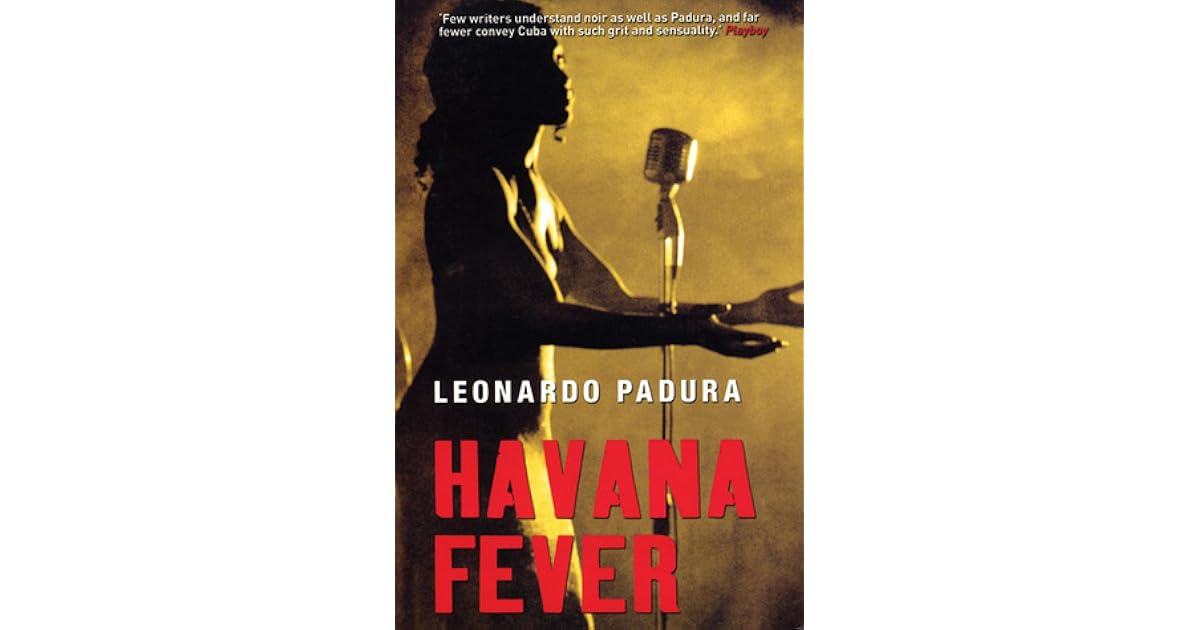 'Few writers understand noir as well as Padura, and far
fewer convey Cuba with such grit and sensuality.' Playboy
LEONARDO PADURA
HAVANA
FEVER